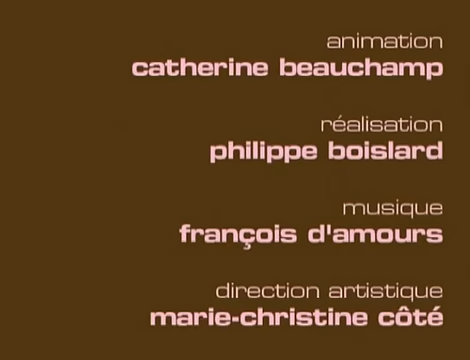 animation
catherine beauchamp
réalisation
philippe boislard
musique
françois d'amours
direction artistique
marie-christine côté